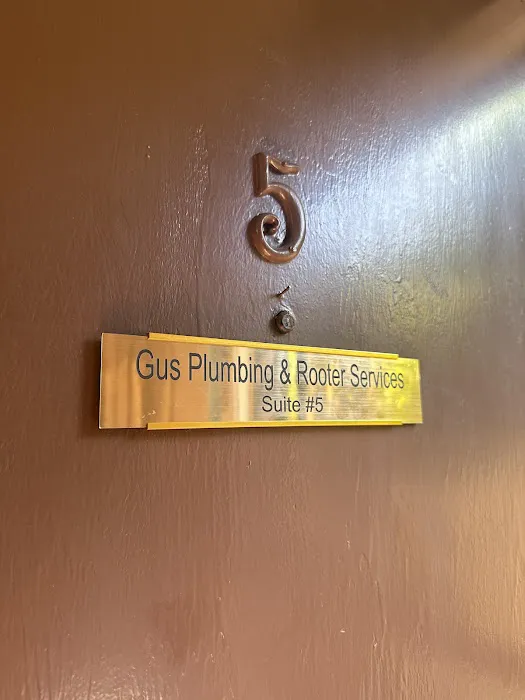 5
Gus Plumbing & Rooter Services
Suite #5